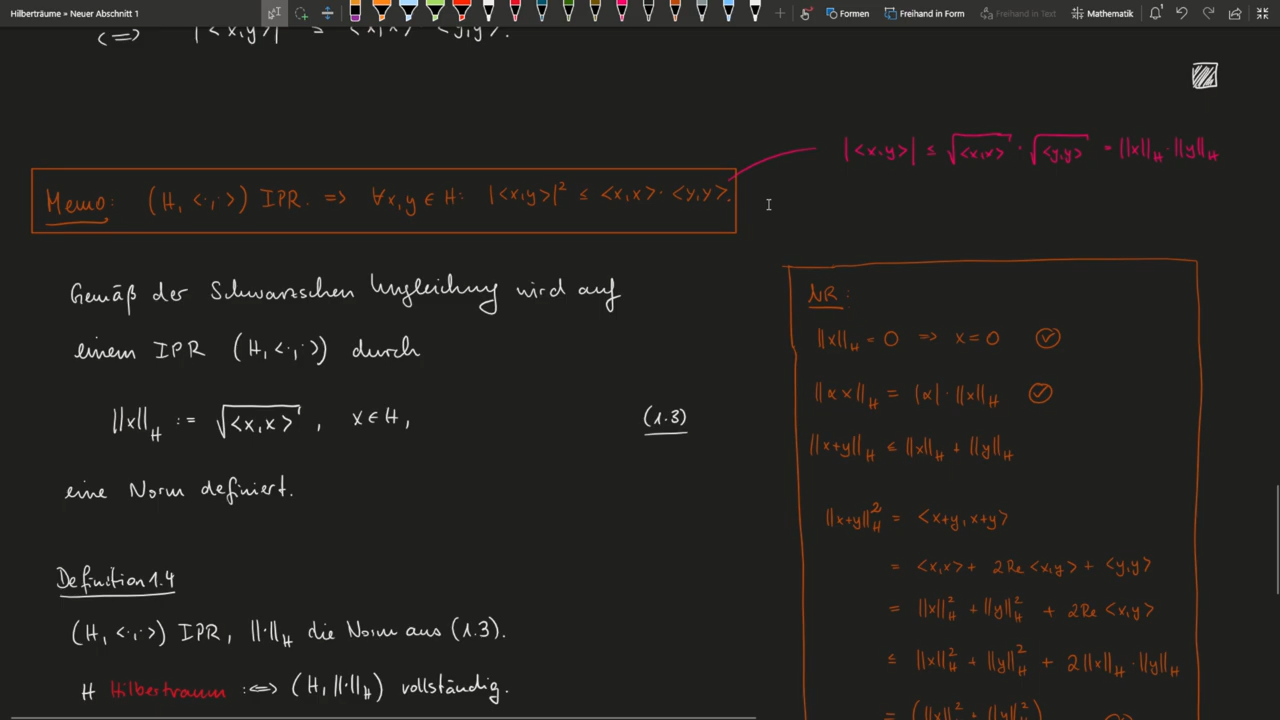 Hilberträume » Neuer Abschnitt 1
Formen
Freihand in Form
Freihand in Text
Mathematik
|<x,y>| ≤ √<x,x> · √<y,y> = ||x||_H · ||y||_H
Memo: (H, <·,·>) IPR. => ∀x,y ∈ H: |<x,y>|² ≤ <x,x> · <y,y>.
Gemäß der Schwarzschen Ungleichung wird auf
einem IPR (H, <·,·>) durch
||x||_H := √<x,x>, x ∈ H, (1.3)
eine Norm definiert.
Definition 1.4
(H, <·,·>) IPR, ||·||_H die Norm aus (1.3).
H Hilbertraum :<=> (H, ||·||_H) vollständig.
NR:
||x||_H = 0 => x = 0 ✓
||αx||_H = |α| · ||x||_H ✓
||x+y||_H ≤ ||x||_H + ||y||_H
||x+y||²_H = <x+y, x+y>
= <x,x> + 2Re <x,y> + <y,y>
= ||x||²_H + ||y||²_H + 2Re <x,y>
≤ ||x||²_H + ||y||²_H + 2||x||_H · ||y||_H